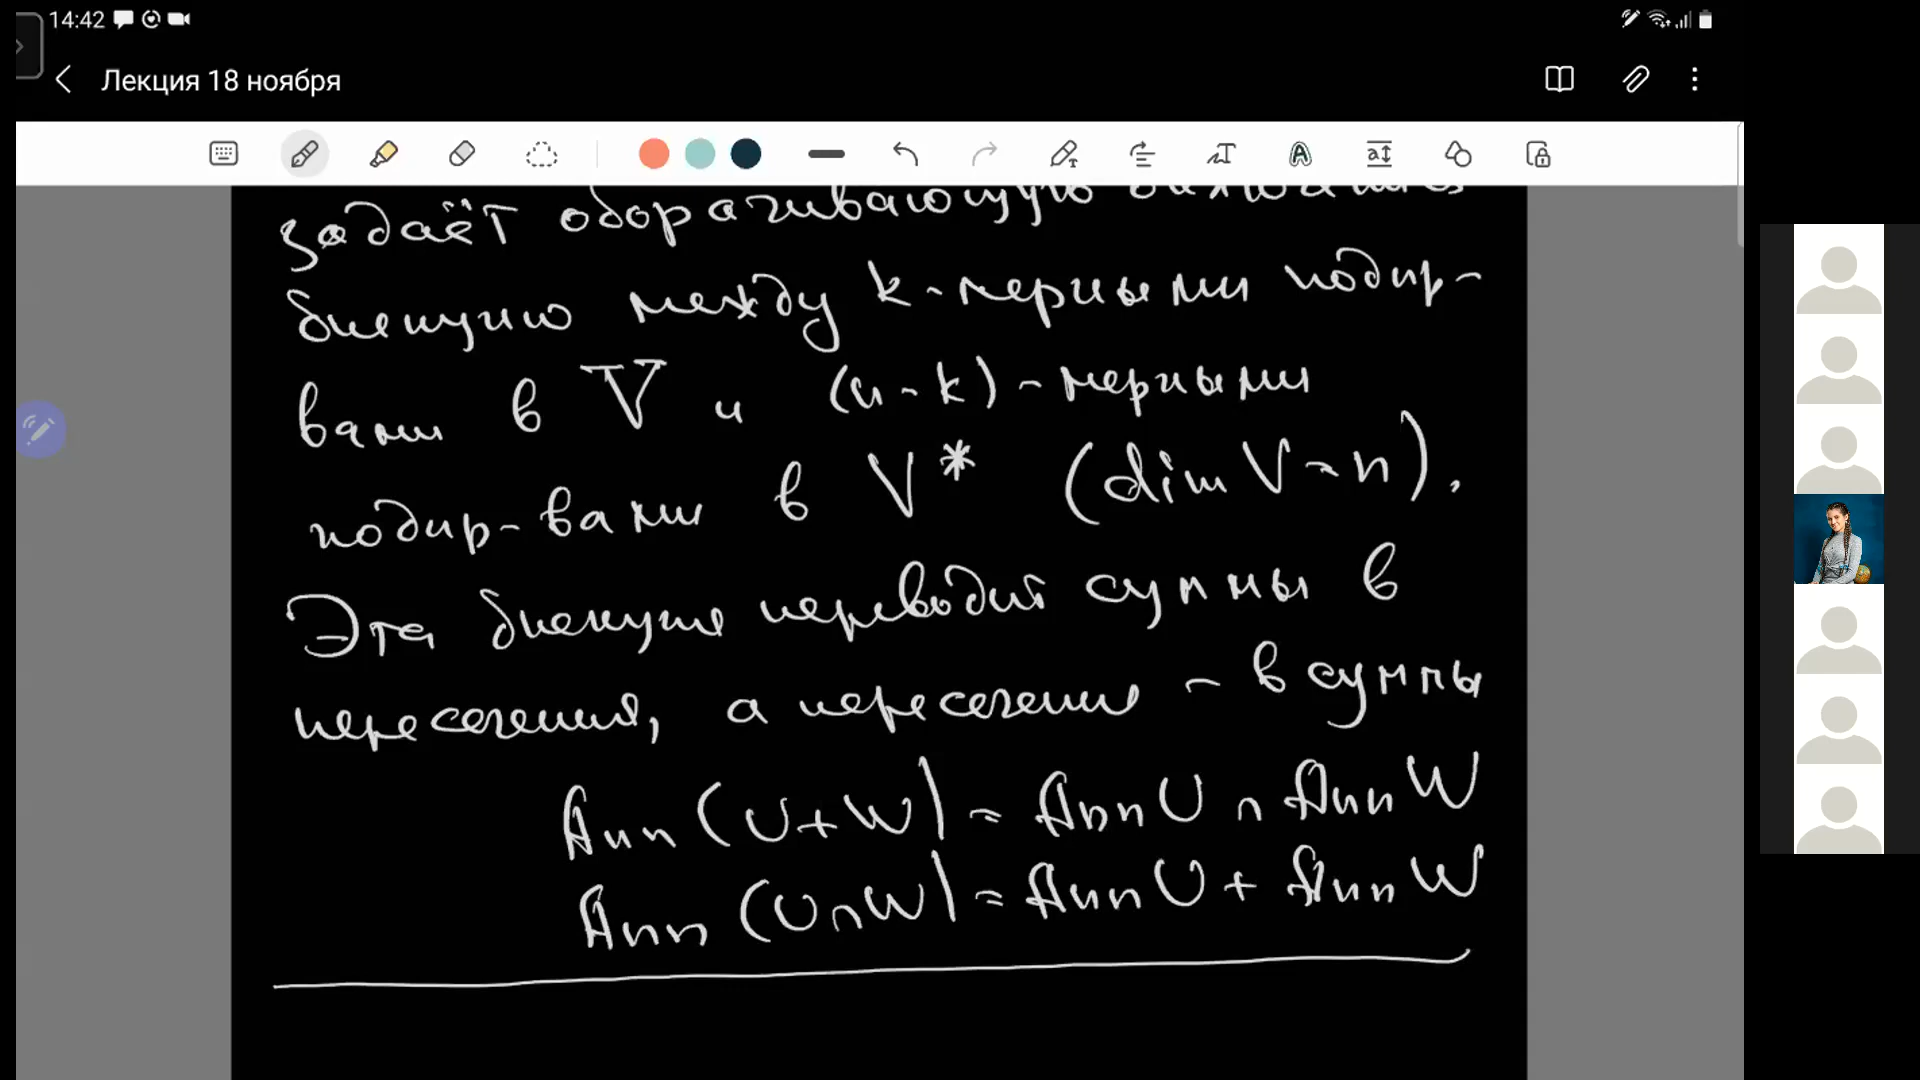 14:42
Лекция 18 ноября
задаёт оборачивающую включения
биекцию между k-мерными подпр-
вами в V и (n-k)-мерными
подпр-вами в V* (dim V = n).
Эта биекция переводит суммы в
пересечения, а пересечения - в суммы
Ann (U+W) = Ann U ∩ Ann W
Ann (U∩W) = Ann U + Ann W